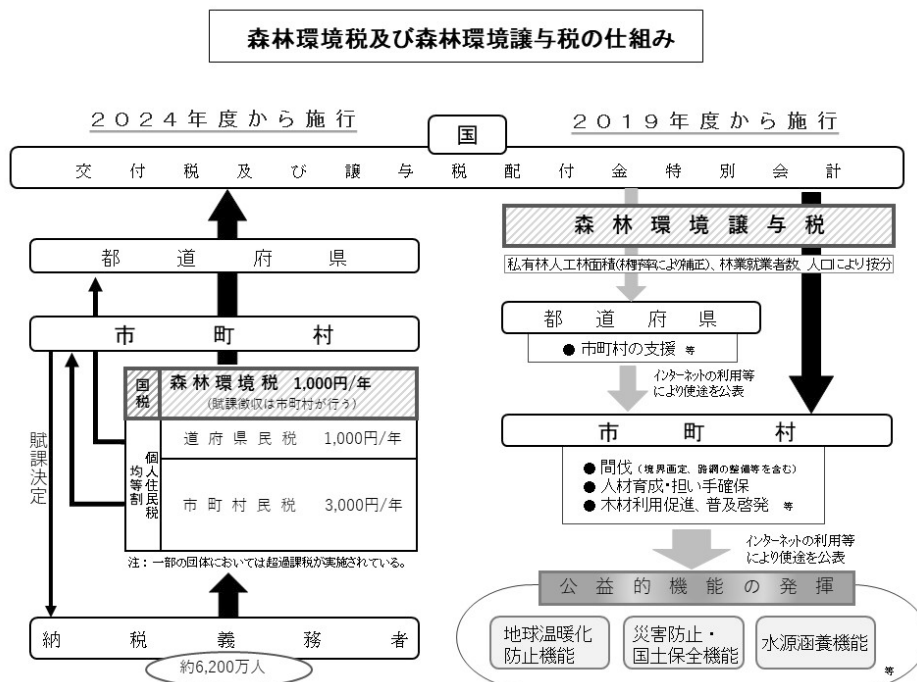 森林環境税及び森林環境譲与税の仕組み
2024年度から施行
国
2019年度から施行
交付税及び譲与税配付金特別会計
都道府県
市町村
国税
森林環境税 1,000円/年
(賦課徴収は市町村が行う)
個人住民税
均等割
道府県民税 1,000円/年
市町村民税 3,000円/年
注：一部の団体においては超過課税が実施されている。
賦課決定
納税義務者
約6,200万人
森林環境譲与税
私有林人工林面積(林野率により補正)、林業就業者数、人口により按分
都道府県
● 市町村の支援 等
インターネットの利用等
により使途を公表
市町村
● 間伐（境界画定、路網の整備等を含む）
● 人材育成・担い手確保
● 木材利用促進、普及啓発 等
インターネットの利用等
により使途を公表
公益的機能の発揮
地球温暖化
防止機能
災害防止・
国土保全機能
水源涵養機能
等